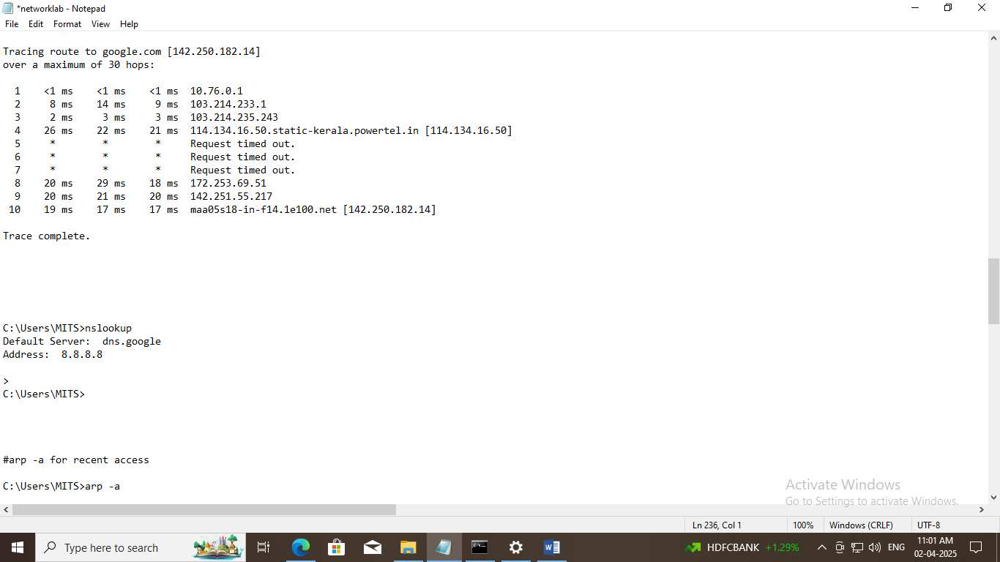 *networklab - Notepad
File Edit Format View Help
Tracing route to google.com [142.250.182.14]
over a maximum of 30 hops:
1 <1 ms <1 ms <1 ms 10.76.0.1
2 8 ms 14 ms 9 ms 103.214.233.1
3 2 ms 3 ms 3 ms 103.214.235.243
4 26 ms 22 ms 21 ms 114.134.16.50.static-kerala.powertel.in [114.134.16.50]
5 * * * Request timed out.
6 * * * Request timed out.
7 * * * Request timed out.
8 20 ms 29 ms 18 ms 172.253.69.51
9 20 ms 21 ms 20 ms 142.251.55.217
10 19 ms 17 ms 17 ms maa05s18-in-f14.1e100.net [142.250.182.14]
Trace complete.
C:\Users\MITS>nslookup
Default Server: dns.google
Address: 8.8.8.8
>
C:\Users\MITS>
#arp -a for recent access
C:\Users\MITS>arp -a
Activate Windows
Go to Settings to activate Windows.
Ln 236, Col 1 100% Windows (CRLF) UTF-8
Type here to search HDFCBANK +1.29% ENG 11:01 AM
02-04-2025